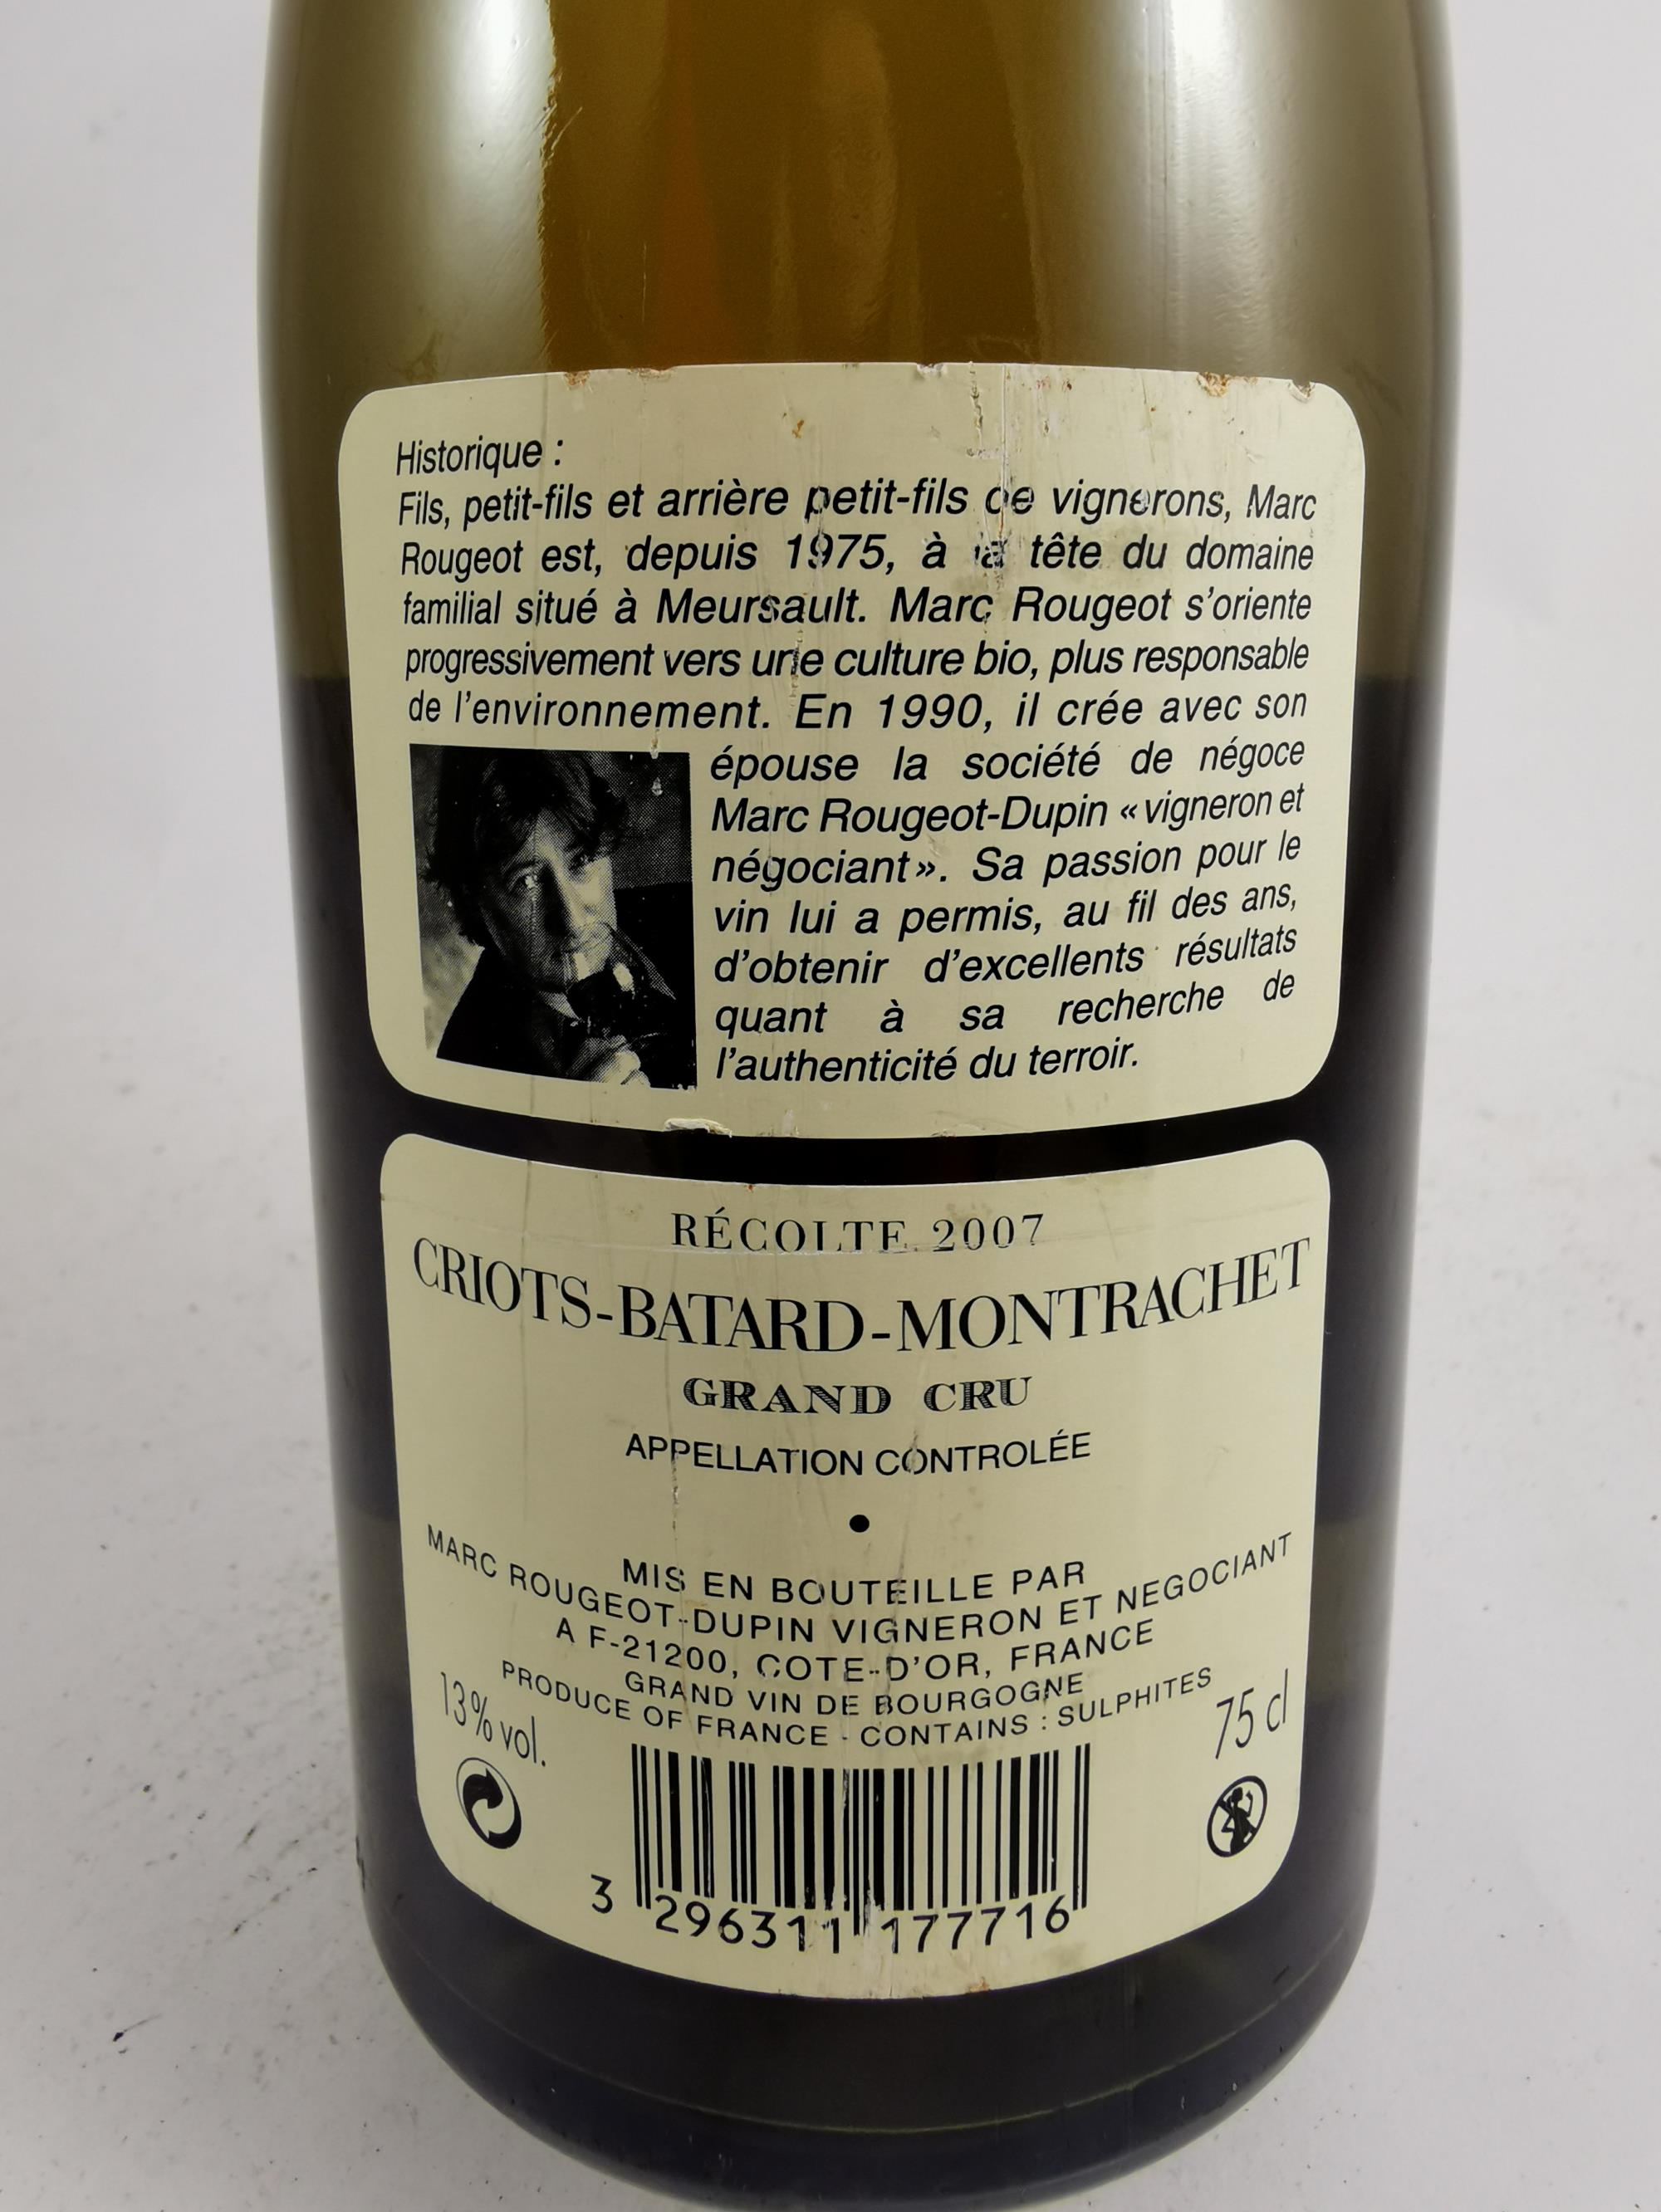 Historique :
Fils, petit-fils et arrière petit-fils de vignerons, Marc
Rougeot est, depuis 1975, à la tête du domaine
familial situé à Meursault. Marc Rougeot s'oriente
progressivement vers une culture bio, plus responsable
de l'environnement. En 1990, il crée avec son
épouse la société de négoce
Marc Rougeot-Dupin « vigneron et
négociant ». Sa passion pour le
vin lui a permis, au fil des ans,
d'obtenir d'excellents résultats
quant à sa recherche de
l'authenticité du terroir.
RÉCOLTE 2007
CRIOTS-BATARD-MONTRACHET
GRAND CRU
APPELLATION CONTROLÉE
MIS EN BOUTEILLE PAR
MARC ROUGEOT-DUPIN VIGNERON ET NEGOCIANT
A F-21200, COTE-D'OR, FRANCE
GRAND VIN DE BOURGOGNE
PRODUCE OF FRANCE - CONTAINS : SULPHITES
13% vol.
75 cl
3 296311 177716